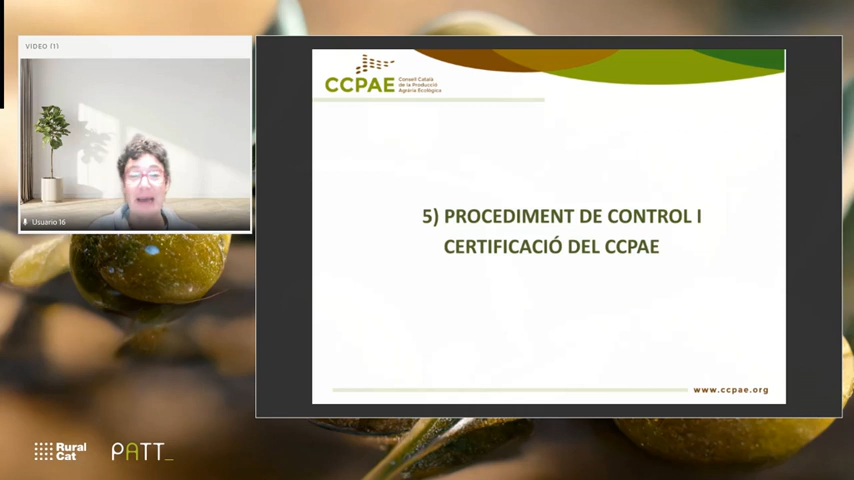 VIDEO (1)
Usuario 16
CCPAE
Consell Català
de la Producció
Agrària Ecològica
5) PROCEDIMENT DE CONTROL I
CERTIFICACIÓ DEL CCPAE
www.ccpae.org
Rural
Cat
PATT_